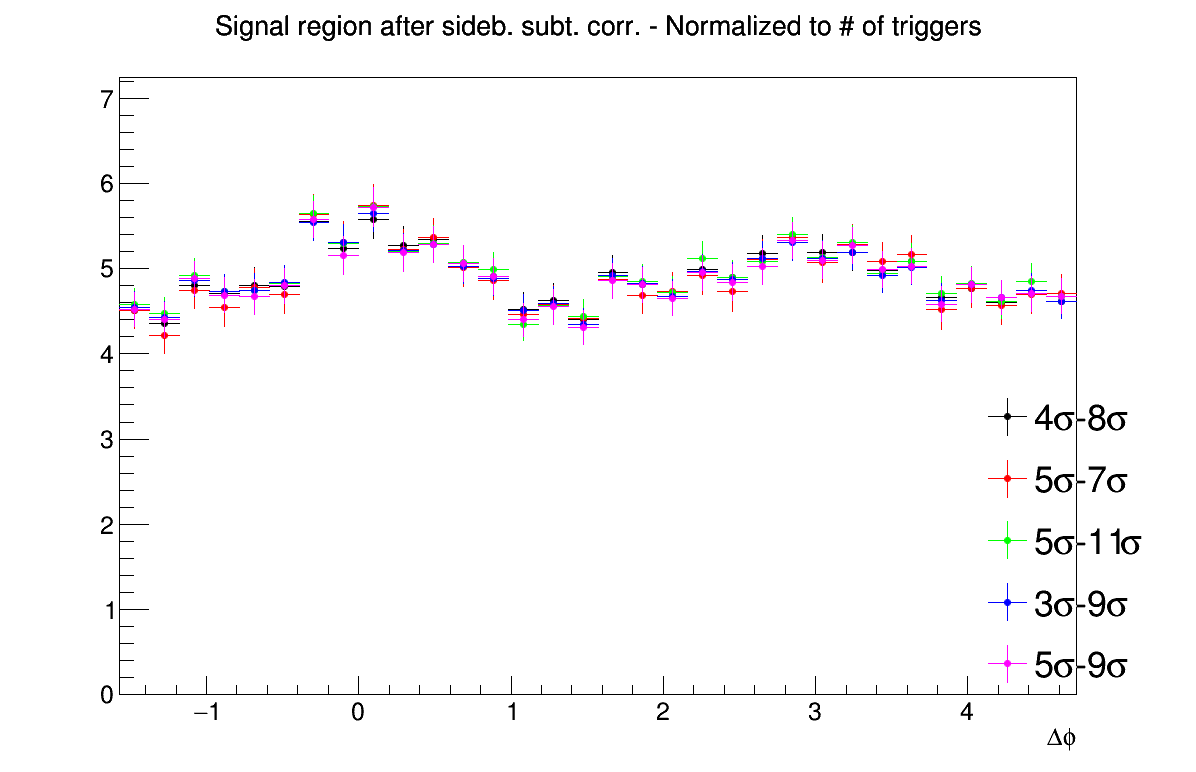 Signal region after sideb. subt. corr. - Normalized to # of triggers
7
6
5
4
3
2
1
0
4σ-8σ
5σ-7σ
5σ-11σ
3σ-9σ
5σ-9σ
−1 0 1 2 3 4
Δϕ